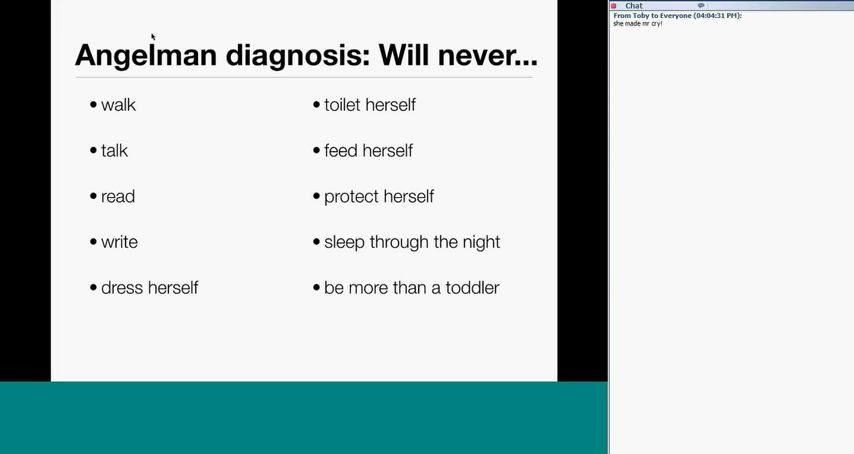 Angelman diagnosis: Will never...
• walk
• talk
• read
• write
• dress herself
• toilet herself
• feed herself
• protect herself
• sleep through the night
• be more than a toddler
Chat
From Toby to Everyone (04:04:31 PM):
she made mr cry!